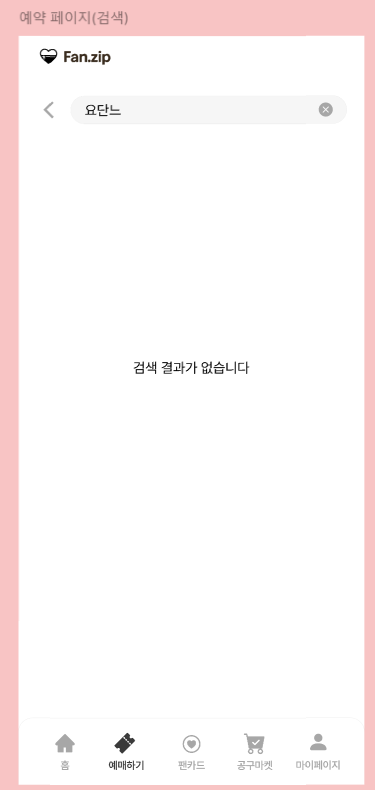 예약 페이지(검색)
Fan.zip
요단느
검색 결과가 없습니다
홈
예매하기
팬카드
공구마켓
마이페이지